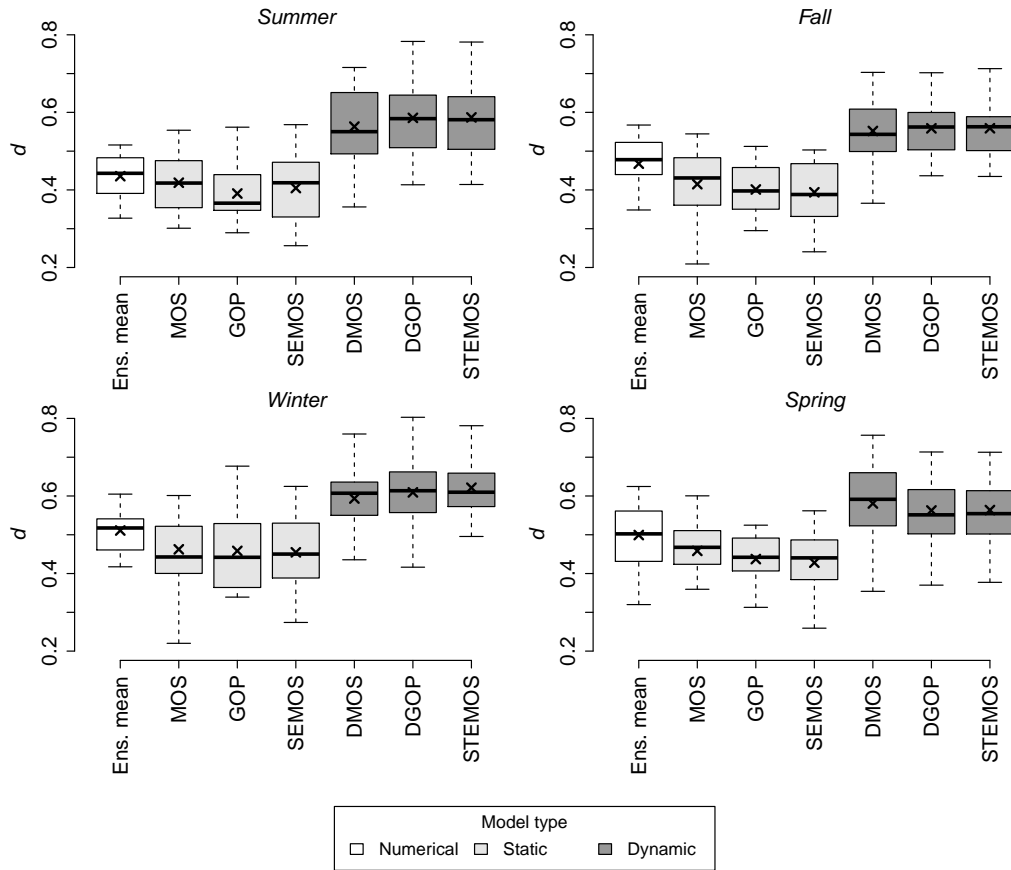 Summer
d
0.8
0.6
0.4
0.2
Ens. mean
MOS
GOP
SEMOS
DMOS
DGOP
STEMOS
Fall
d
0.8
0.6
0.4
0.2
Ens. mean
MOS
GOP
SEMOS
DMOS
DGOP
STEMOS
Winter
d
0.8
0.6
0.4
0.2
Ens. mean
MOS
GOP
SEMOS
DMOS
DGOP
STEMOS
Spring
d
0.8
0.6
0.4
0.2
Ens. mean
MOS
GOP
SEMOS
DMOS
DGOP
STEMOS
Model type
Numerical Static Dynamic